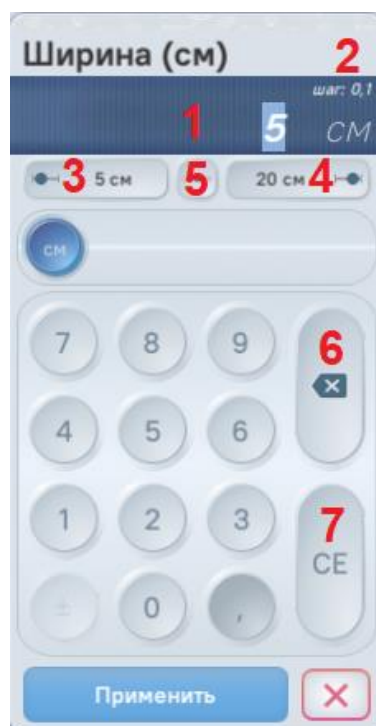 Ширина (см)
2
шаг: 0,1
1
5 см
3
5 см
5
20 см
4
см
7 8 9
6
4 5 6
1 2 3
7
CE
± 0 ,
Применить